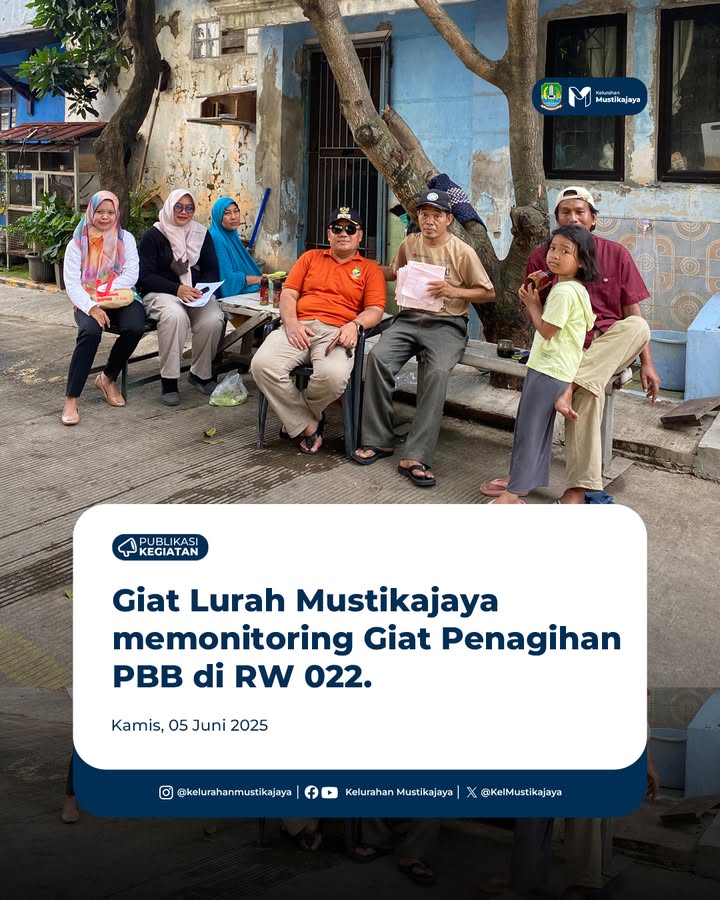 Kelurahan
Mustikajaya
PUBLIKASI
KEGIATAN
Giat Lurah Mustikajaya
memonitoring Giat Penagihan
PBB di RW 022.
Kamis, 05 Juni 2025
@kelurahanmustikajaya | Kelurahan Mustikajaya | @KelMustikajaya